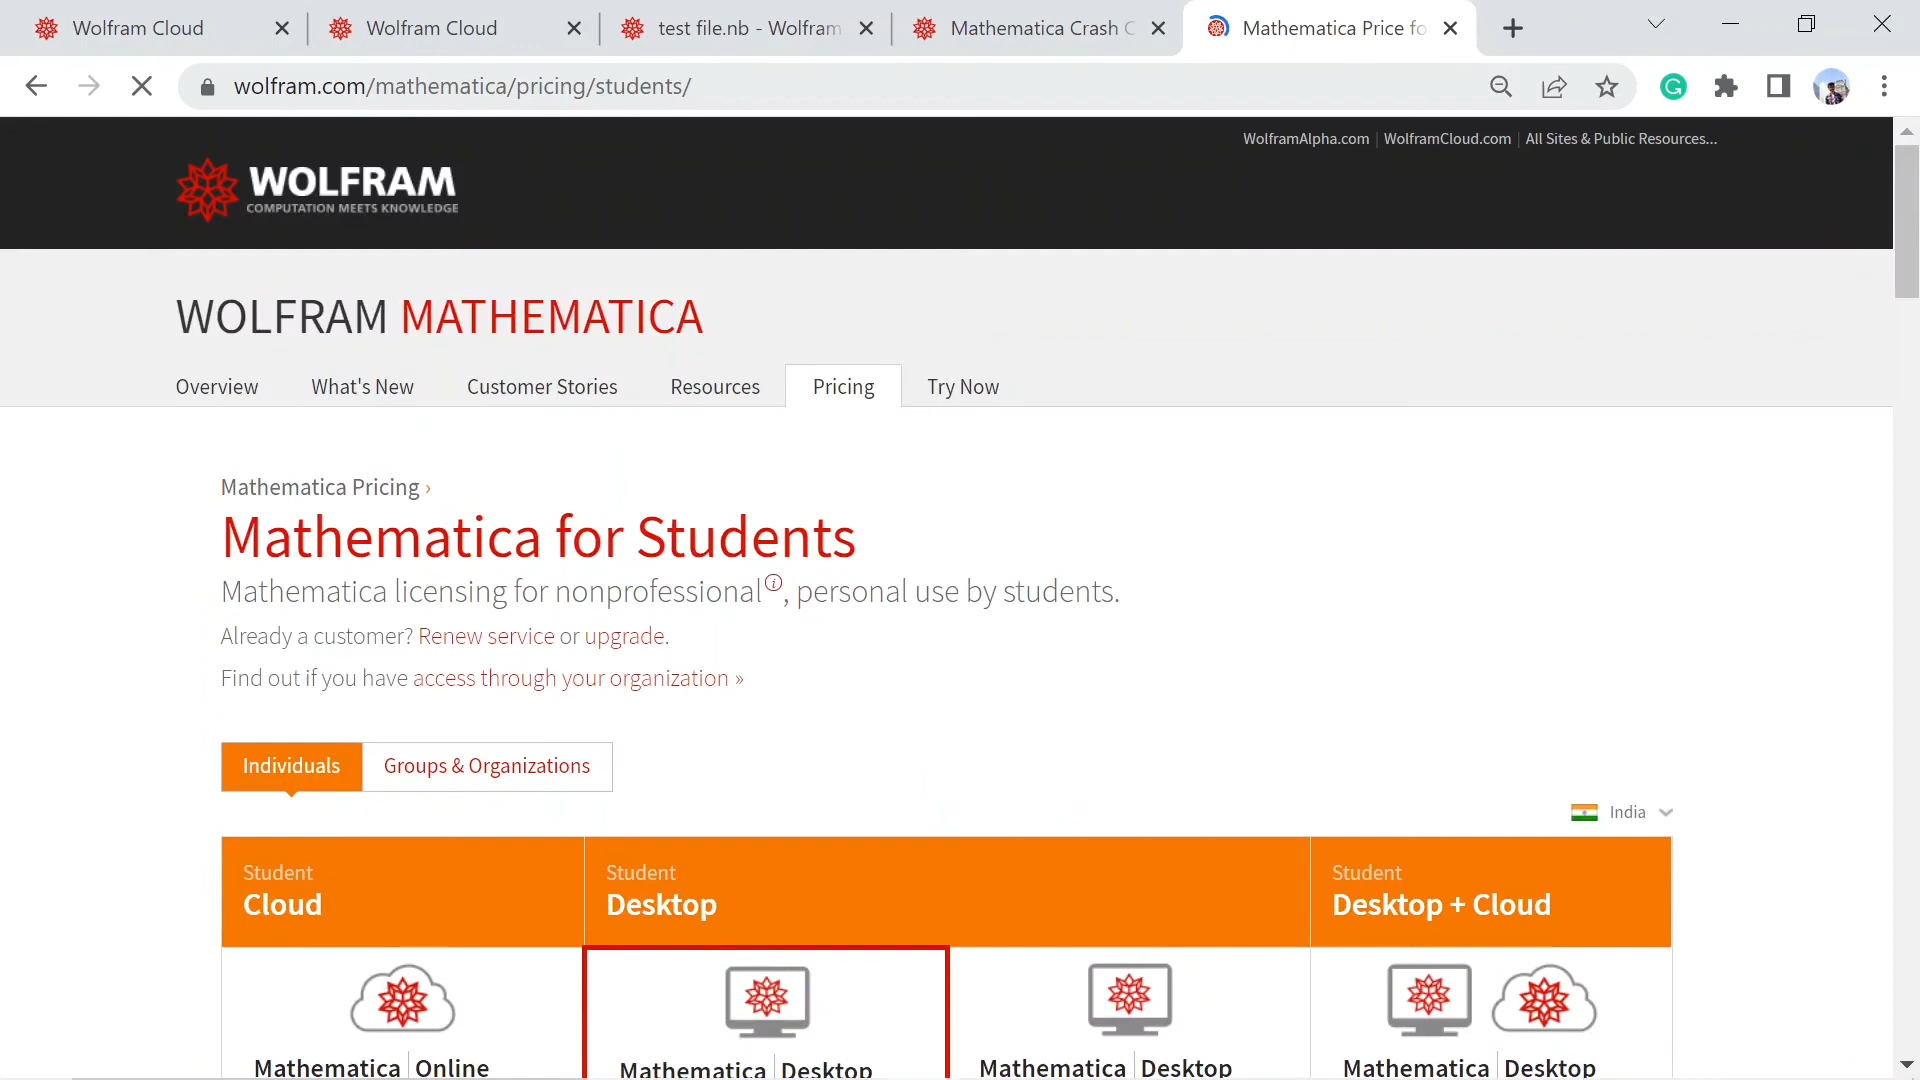 Wolfram Cloud
Wolfram Cloud
test file.nb - Wolfram
Mathematica Crash C
Mathematica Price fo
wolfram.com/mathematica/pricing/students/
WolframAlpha.com | WolframCloud.com | All Sites & Public Resources...
WOLFRAM
COMPUTATION MEETS KNOWLEDGE
WOLFRAM MATHEMATICA
Overview What's New Customer Stories Resources Pricing Try Now
Mathematica Pricing ›
Mathematica for Students
Mathematica licensing for nonprofessional ⓘ, personal use by students.
Already a customer? Renew service or upgrade.
Find out if you have access through your organization »
Individuals Groups & Organizations
India
Student
Cloud
Student
Desktop
Student
Desktop + Cloud
Mathematica | Online
Mathematica | Desktop
Mathematica | Desktop
Mathematica | Desktop